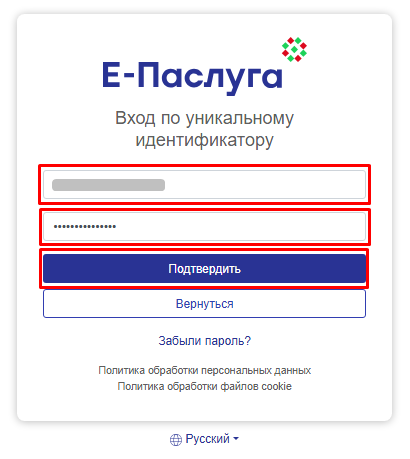 Е-Паслуга
Вход по уникальному
идентификатору
•••••••••••••••
Подтвердить
Вернуться
Забыли пароль?
Политика обработки персональных данных
Политика обработки файлов cookie
Русский